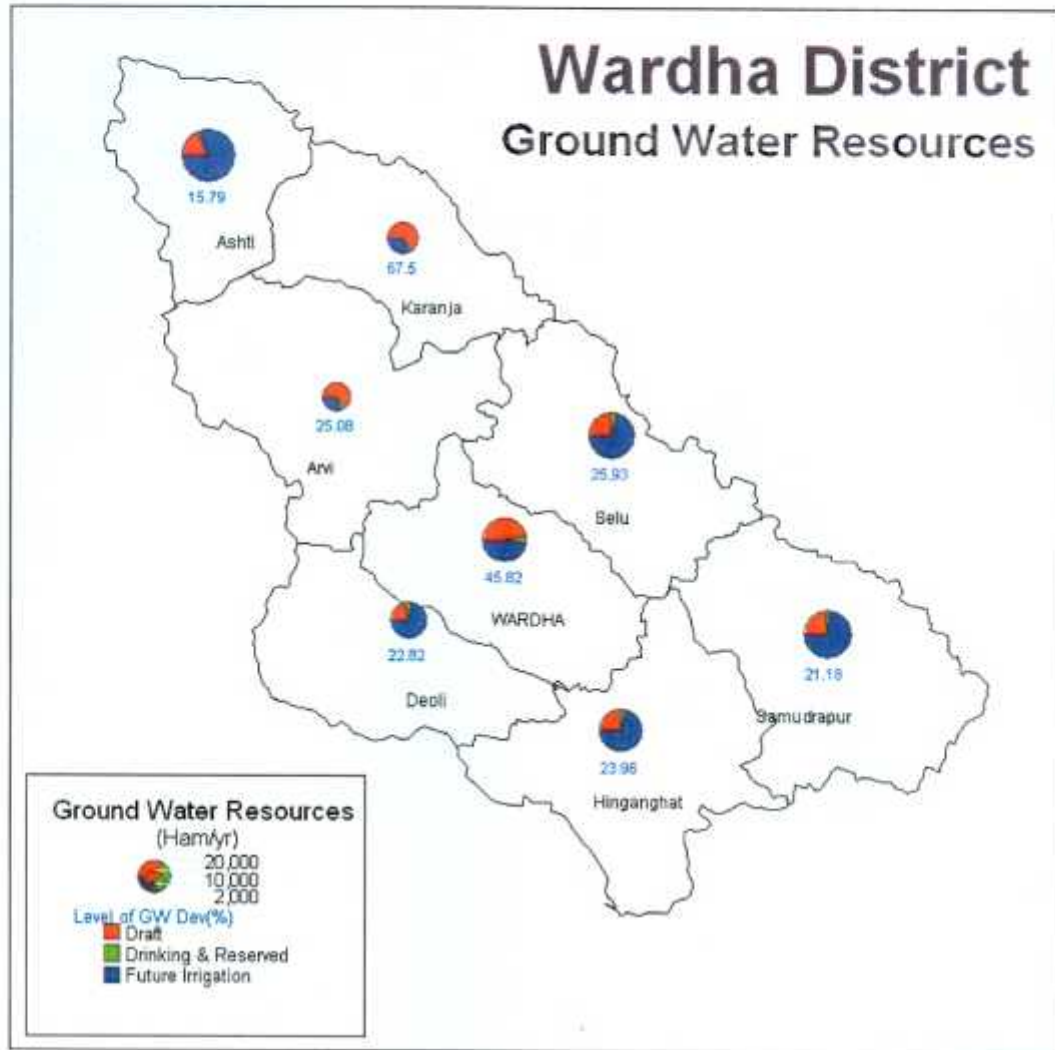 Wardha District
Ground Water Resources
15.79
Ashti
67.5
Karanja
25.08
Arvi
25.93
Selu
45.82
WARDHA
22.82
Deoli
21.18
Samudrapur
23.96
Hinganghat
Ground Water Resources
(Ham/yr)
20,000
10,000
2,000
Level of GW Dev(%)
Draft
Drinking & Reserved
Future Irrigation